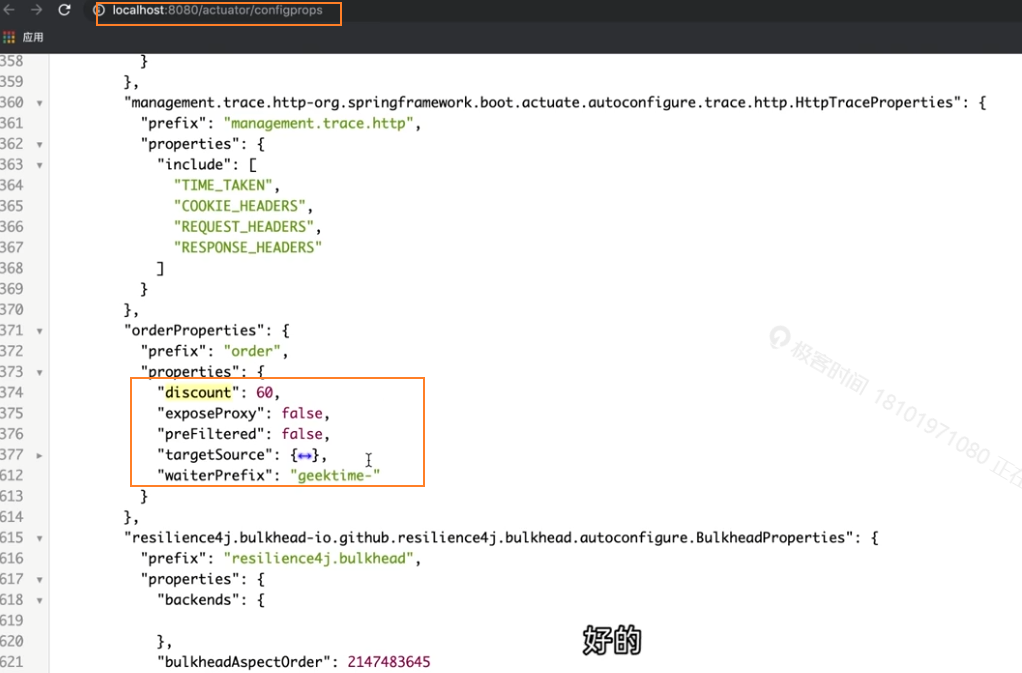 localhost:8080/actuator/configprops
应用
358 }
359 },
360 "management.trace.http-org.springframework.boot.actuate.autoconfigure.trace.http.HttpTraceProperties": {
361 "prefix": "management.trace.http",
362 "properties": {
363 "include": [
364 "TIME_TAKEN",
365 "COOKIE_HEADERS",
366 "REQUEST_HEADERS",
367 "RESPONSE_HEADERS"
368 ]
369 }
370 },
371 "orderProperties": {
372 "prefix": "order",
373 "properties": {
374 "discount": 60,
375 "exposeProxy": false,
376 "preFiltered": false,
377 "targetSource": {↔},
612 "waiterPrefix": "geektime-"
613 }
614 },
615 "resilience4j.bulkhead-io.github.resilience4j.bulkhead.autoconfigure.BulkheadProperties": {
616 "prefix": "resilience4j.bulkhead",
617 "properties": {
618 "backends": {
619
620 },
621 "bulkheadAspectOrder": 2147483645
极客时间 18101971080 正在
好的